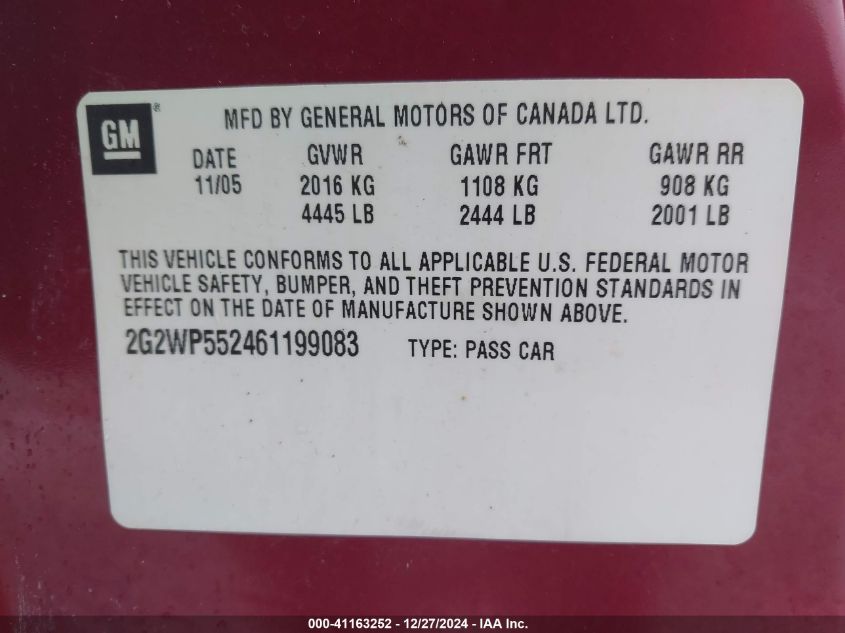 GM ®
MFD BY GENERAL MOTORS OF CANADA LTD.
DATE GVWR GAWR FRT GAWR RR
11/05 2016 KG 1108 KG 908 KG
4445 LB 2444 LB 2001 LB
THIS VEHICLE CONFORMS TO ALL APPLICABLE U.S. FEDERAL MOTOR
VEHICLE SAFETY, BUMPER, AND THEFT PREVENTION STANDARDS IN
EFFECT ON THE DATE OF MANUFACTURE SHOWN ABOVE.
2G2WP552461199083 TYPE: PASS CAR
000-41163252 - 12/27/2024 - IAA Inc.